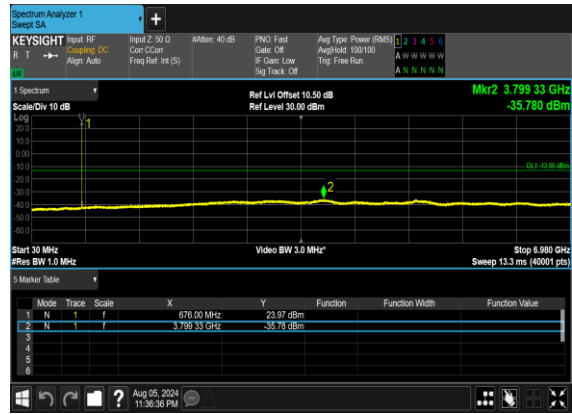 Spectrum Analyzer 1
Swept SA
+
KEYSIGHT Input: RF Input Z: 50 Ω #Atten: 40 dB PNO: Fast Avg Type: Power (RMS) 1 2 3 4 5 6
R T Coupling: DC Corr CCorr Gate: Off Avg|Hold: 100/100 A W W W W W
Align: Auto Freq Ref: Int (S) IF Gain: Low Trig: Free Run
Sig Track: Off A N N N N N
1 Spectrum Ref Lvl Offset 10.50 dB Mkr2 3.799 33 GHz
Scale/Div 10 dB Ref Level 30.00 dBm -35.780 dBm
Log
1
20.0
10.0
0.00
-10.0
DL1 -13.00 dBm
-20.0
-30.0
2
-40.0
-50.0
-60.0
Start 30 MHz Video BW 3.0 MHz* Stop 6.980 GHz
#Res BW 1.0 MHz Sweep 13.3 ms (40001 pts)
5 Marker Table
Mode Trace Scale X Y Function Function Width Function Value
1 N 1 f 676.00 MHz 23.97 dBm
2 N 1 f 3.799 33 GHz -35.78 dBm
3
4
5
6
? Aug 05, 2024
11:36:36 PM